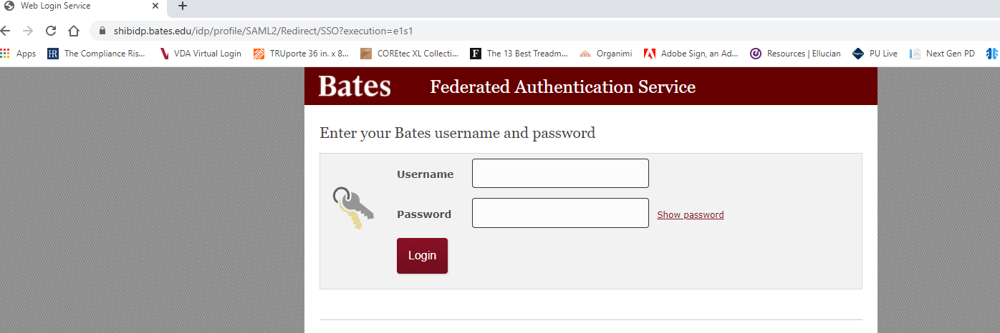 Web Login Service
shibidp.bates.edu/idp/profile/SAML2/Redirect/SSO?execution=e1s1
Apps HR The Compliance Ris... VDA Virtual Login TRUporte 36 in. x 8... COREtec XL Collecti... F The 13 Best Treadm... Organimi Adobe Sign, an Ad... Resources | Ellucian PU Live Next Gen PD
Bates Federated Authentication Service
Enter your Bates username and password
Username
Password Show password
Login